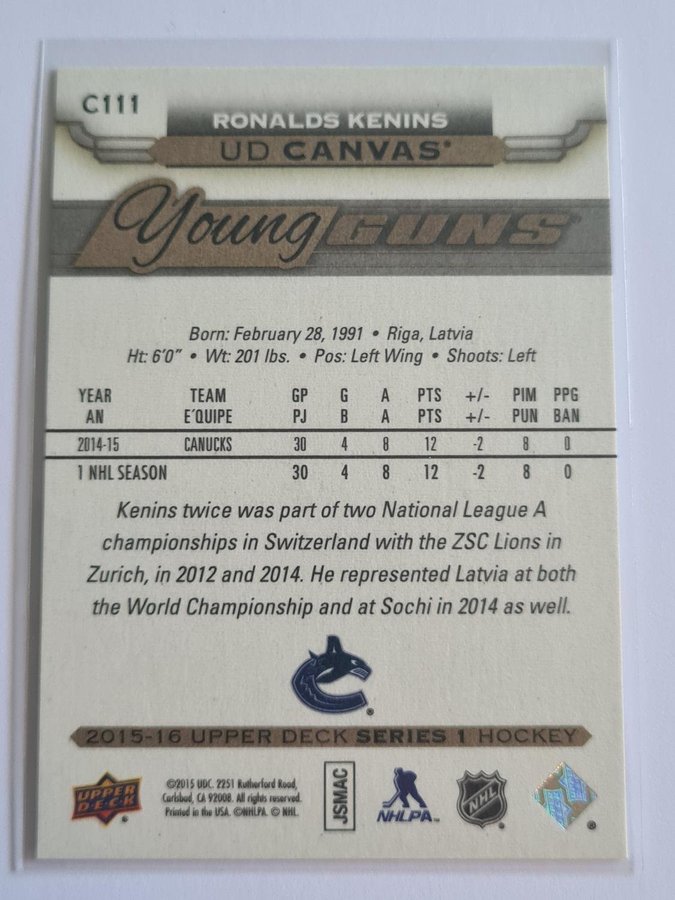 C111
RONALDS KENINS
UD CANVAS®
Young GUNS®
Born: February 28, 1991 • Riga, Latvia
Ht: 6'0" • Wt: 201 lbs. • Pos: Left Wing • Shoots: Left
YEAR TEAM GP G A PTS +/- PIM PPG
AN E'QUIPE PJ B A PTS +/- PUN BAN
2014-15 CANUCKS 30 4 8 12 -2 8 0
1 NHL SEASON 30 4 8 12 -2 8 0
Kenins twice was part of two National League A
championships in Switzerland with the ZSC Lions in
Zurich, in 2012 and 2014. He represented Latvia at both
the World Championship and at Sochi in 2014 as well.
®
2015-16 UPPER DECK SERIES 1 HOCKEY
UPPER DECK®
©2015 UDC. 2251 Rutherford Road,
Carlsbad, CA 92008. All rights reserved.
Printed in the USA. ©NHLPA. © NHL.
JSMAC
NHLPA
NHL®
®